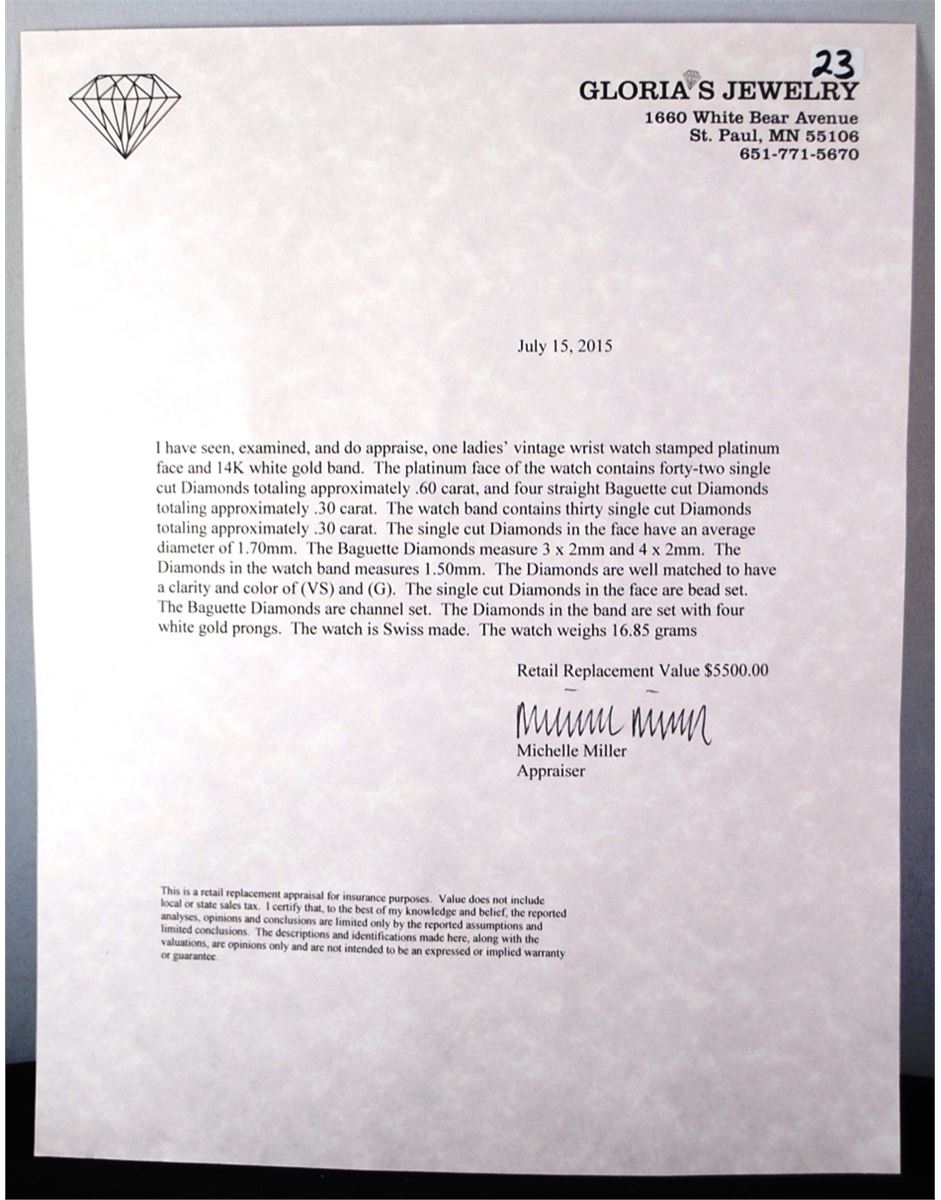 23
GLORIA'S JEWELRY
1660 White Bear Avenue
St. Paul, MN 55106
651-771-5670
July 15, 2015
I have seen, examined, and do appraise, one ladies' vintage wrist watch stamped platinum
face and 14K white gold band. The platinum face of the watch contains forty-two single
cut Diamonds totaling approximately .60 carat, and four straight Baguette cut Diamonds
totaling approximately .30 carat. The watch band contains thirty single cut Diamonds
totaling approximately .30 carat. The single cut Diamonds in the face have an average
diameter of 1.70mm. The Baguette Diamonds measure 3 x 2mm and 4 x 2mm. The
Diamonds in the watch band measures 1.50mm. The Diamonds are well matched to have
a clarity and color of (VS) and (G). The single cut Diamonds in the face are bead set.
The Baguette Diamonds are channel set. The Diamonds in the band are set with four
white gold prongs. The watch is Swiss made. The watch weighs 16.85 grams
Retail Replacement Value $5500.00
Michelle Miller
Appraiser
This is a retail replacement appraisal for insurance purposes. Value does not include
local or state sales tax. I certify that, to the best of my knowledge and belief, the reported
analyses, opinions and conclusions are limited only by the reported assumptions and
limited conclusions. The descriptions and identifications made here, along with the
valuations, are opinions only and are not intended to be an expressed or implied warranty
or guarantee.